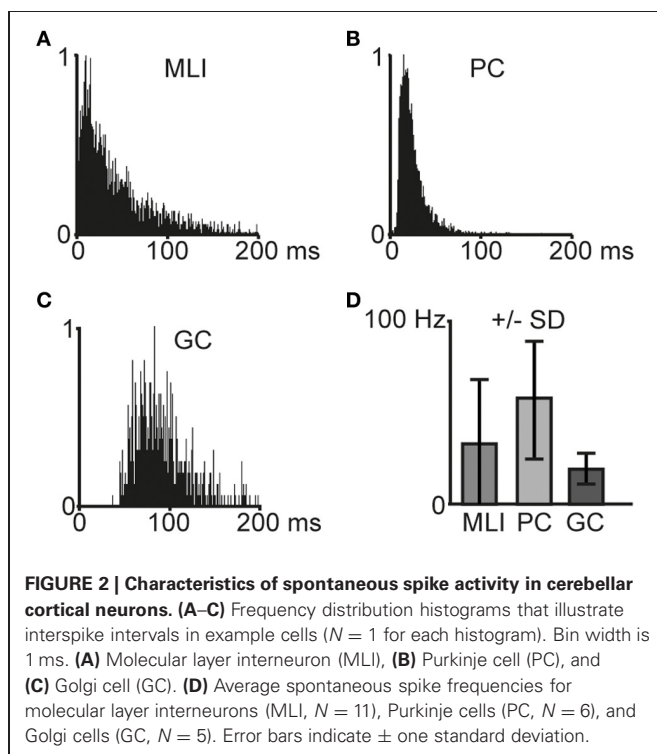 A
1
MLI
0
0
100
200 ms
B
1
PC
0
0
100
200 ms
C
1
GC
0
0
100
200 ms
D
100 Hz
+/- SD
0
MLI PC GC
FIGURE 2 | Characteristics of spontaneous spike activity in cerebellar
cortical neurons. (A–C) Frequency distribution histograms that illustrate
interspike intervals in example cells (N = 1 for each histogram). Bin width is
1 ms. (A) Molecular layer interneuron (MLI), (B) Purkinje cell (PC), and
(C) Golgi cell (GC). (D) Average spontaneous spike frequencies for
molecular layer interneurons (MLI, N = 11), Purkinje cells (PC, N = 6), and
Golgi cells (GC, N = 5). Error bars indicate ± one standard deviation.